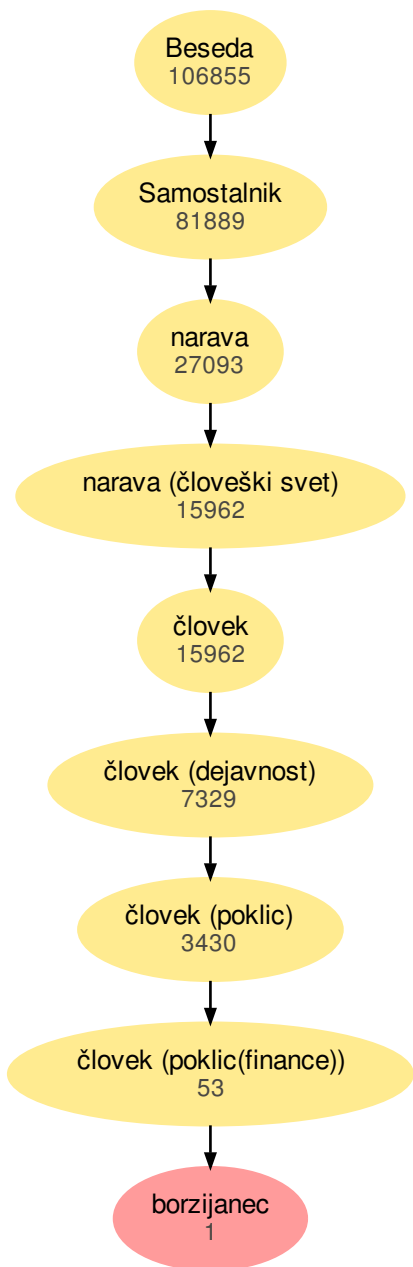 Beseda
106855
Samostalnik
81889
narava
27093
narava (človeški svet)
15962
človek
15962
človek (dejavnost)
7329
človek (poklic)
3430
človek (poklic(finance))
53
borzijanec
1